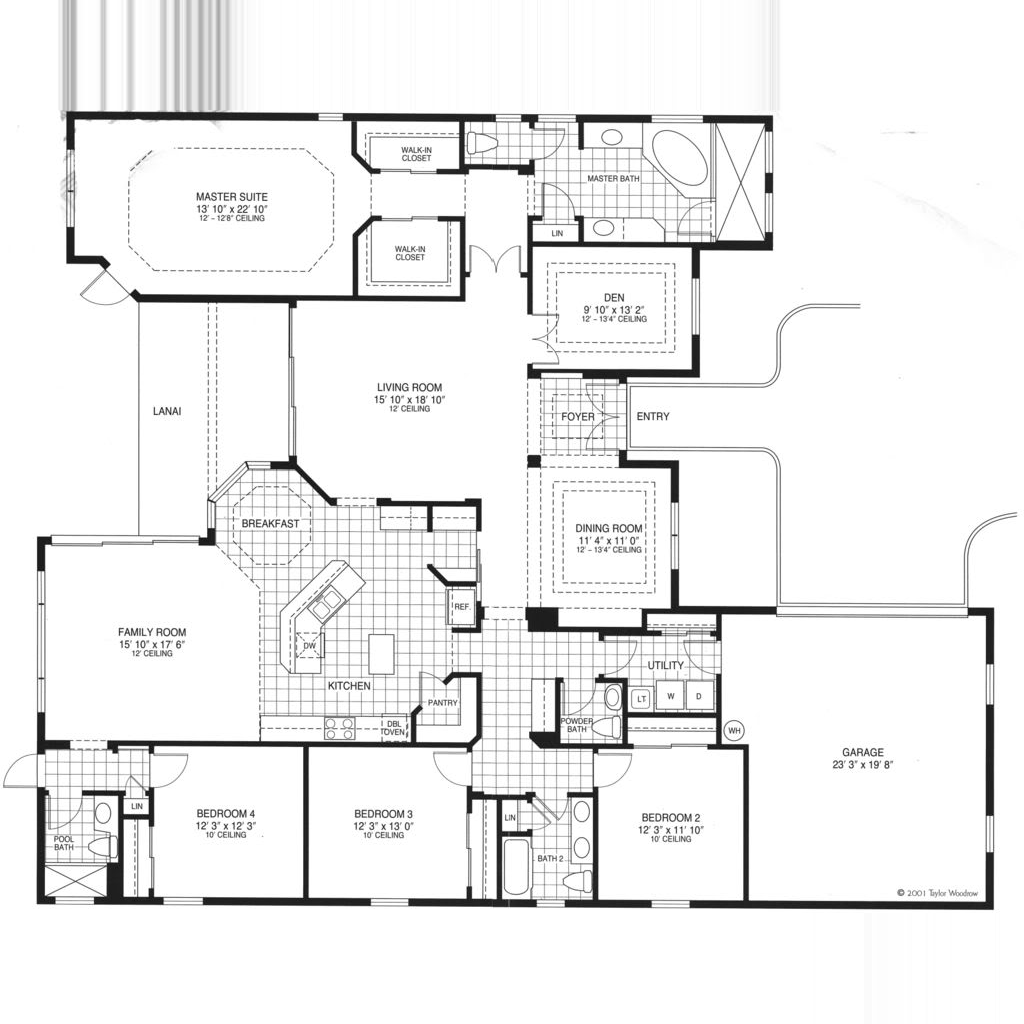 WALK-IN
CLOSET
MASTER SUITE
13' 10" x 22' 10"
12' – 12'8" CEILING
MASTER BATH
LIN
WALK-IN
CLOSET
DEN
9' 10" x 13' 2"
12' – 13'4" CEILING
LIVING ROOM
15' 10" x 18' 10"
12' CEILING
LANAI
FOYER
ENTRY
BREAKFAST
DINING ROOM
11' 4" x 11' 0"
12' – 13'4" CEILING
REF.
FAMILY ROOM
15' 10" x 17' 6"
12' CEILING
DW
KITCHEN
UTILITY
PANTRY
LT
W
D
DBL
OVEN
POWDER
BATH
WH
GARAGE
23' 3" x 19' 8"
LIN
BEDROOM 4
12' 3" x 12' 3"
10' CEILING
BEDROOM 3
12' 3" x 13' 0"
10' CEILING
LIN
BEDROOM 2
12' 3" x 11' 10"
10' CEILING
POOL
BATH
BATH 2
© 2001 Taylor Woodrow